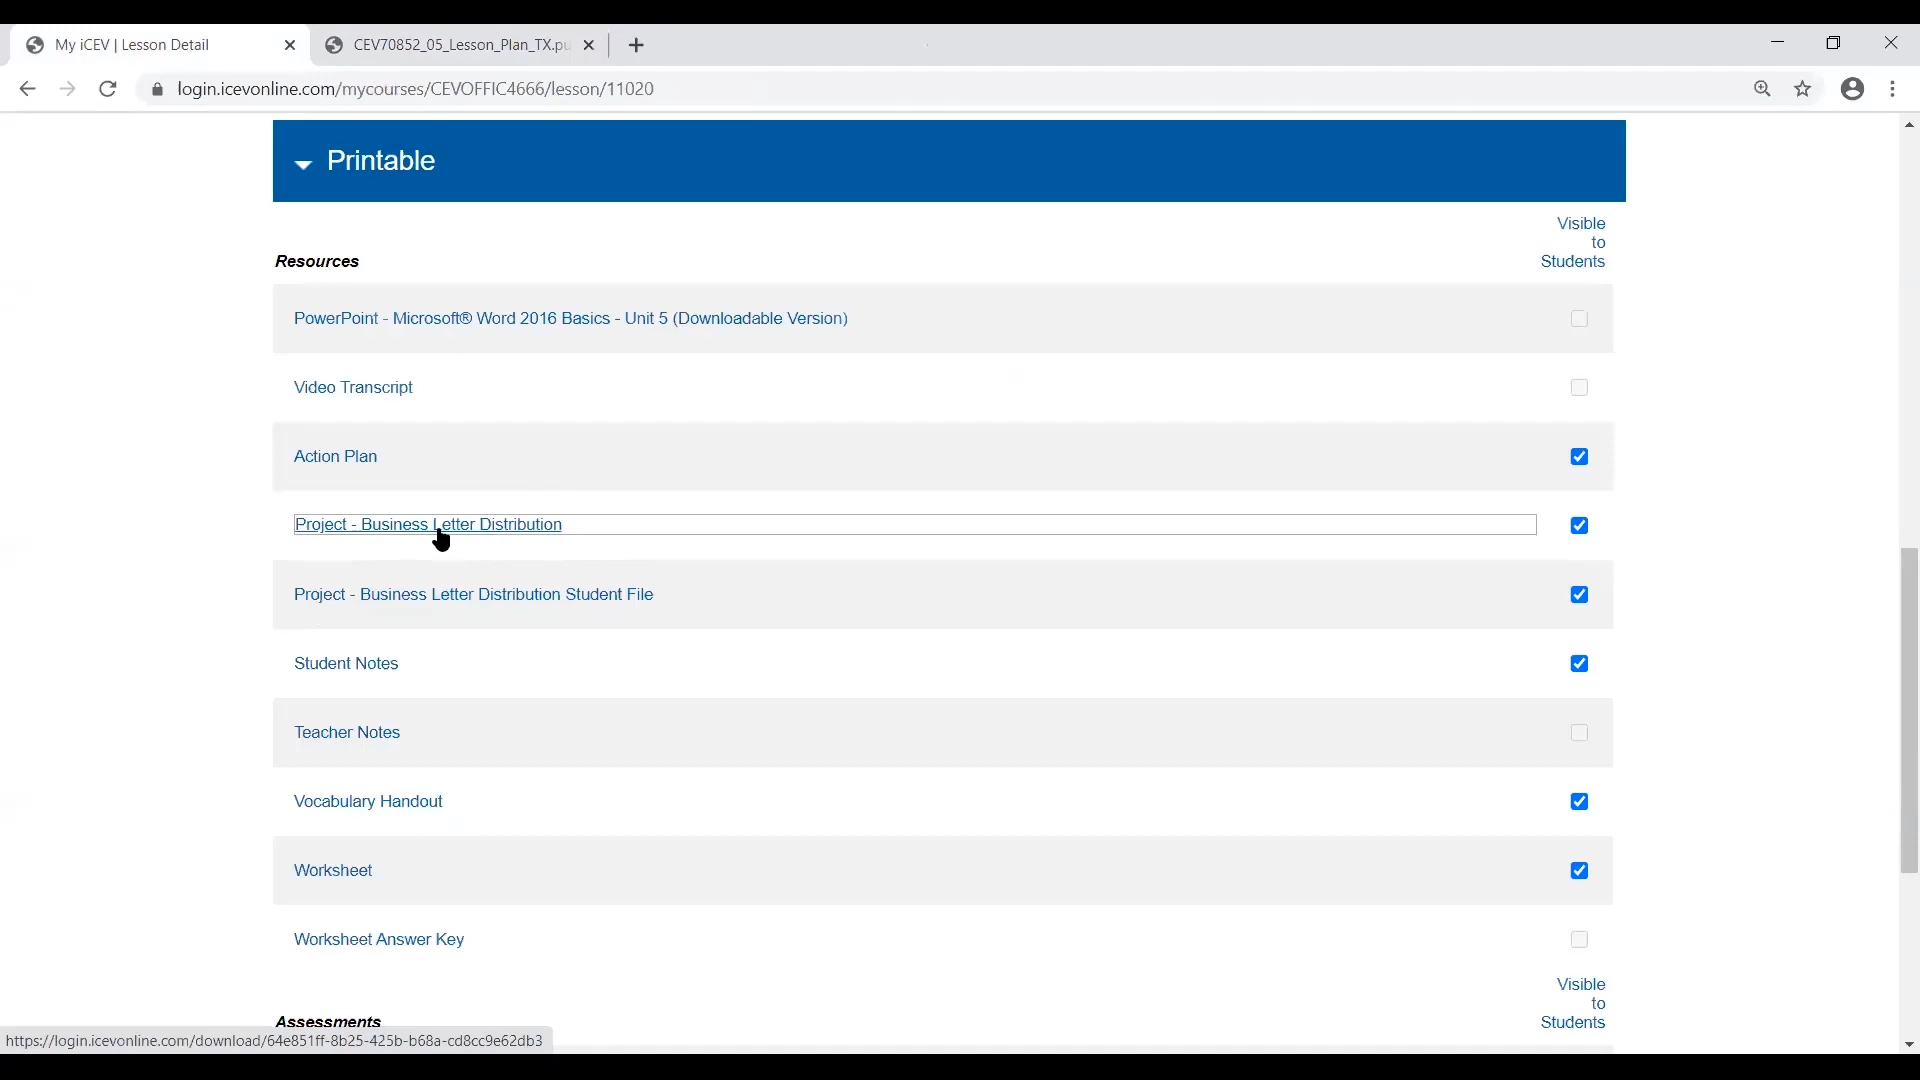 My iCEV | Lesson Detail
CEV70852_05_Lesson_Plan_TX.pu
login.icevonline.com/mycourses/CEVOFFIC4666/lesson/11020
Printable
Visible
to
Students
Resources
PowerPoint - Microsoft® Word 2016 Basics - Unit 5 (Downloadable Version)
Video Transcript
Action Plan
Project - Business Letter Distribution
Project - Business Letter Distribution Student File
Student Notes
Teacher Notes
Vocabulary Handout
Worksheet
Worksheet Answer Key
Visible
to
Students
Assessments
https://login.icevonline.com/download/64e851ff-8b25-425b-b68a-cd8cc9e62db3